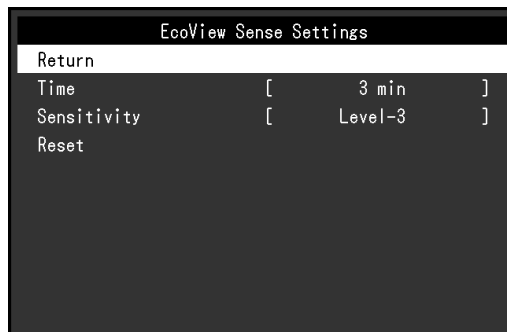 EcoView Sense Settings
Return
Time [ 3 min ]
Sensitivity [ Level-3 ]
Reset